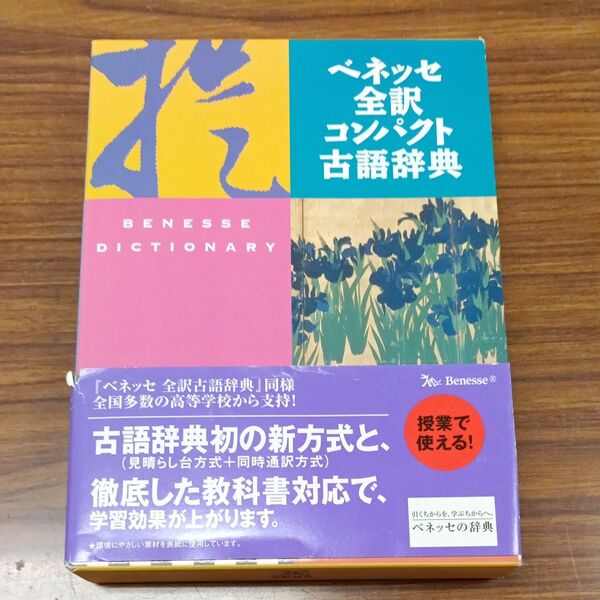 ベネッセ
全訳
コンパクト
古語辞典
BENESSE
DICTIONARY
『ベネッセ 全訳古語辞典』同様
全国多数の高等学校から支持!
Benesse®
古語辞典初の新方式と、
(見晴らし台方式+同時通訳方式)
徹底した教科書対応で、
学習効果が上がります。
★環境にやさしい素材を表紙に使用しています。
授業で
使える!
引くちからを、学ぶちからへ。
ベネッセの辞典